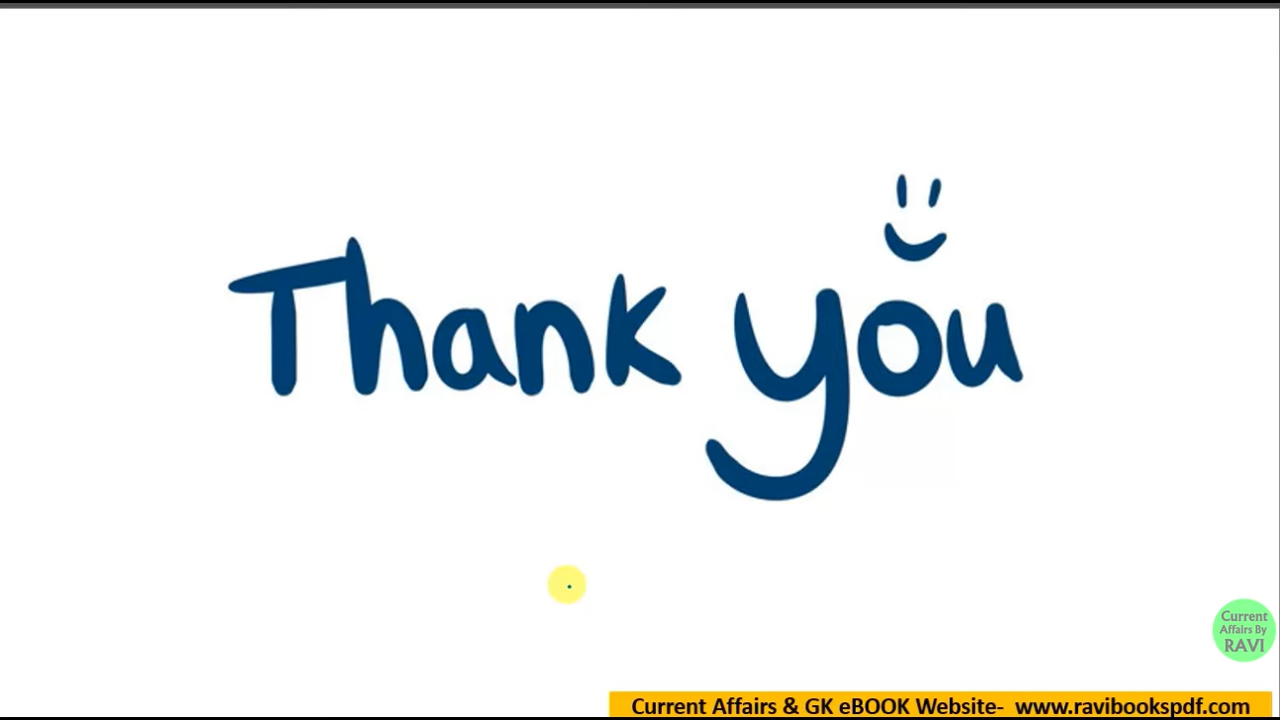 Thank you
Current
Affairs By
RAVI
Current Affairs & GK eBOOK Website- www.ravibookspdf.com